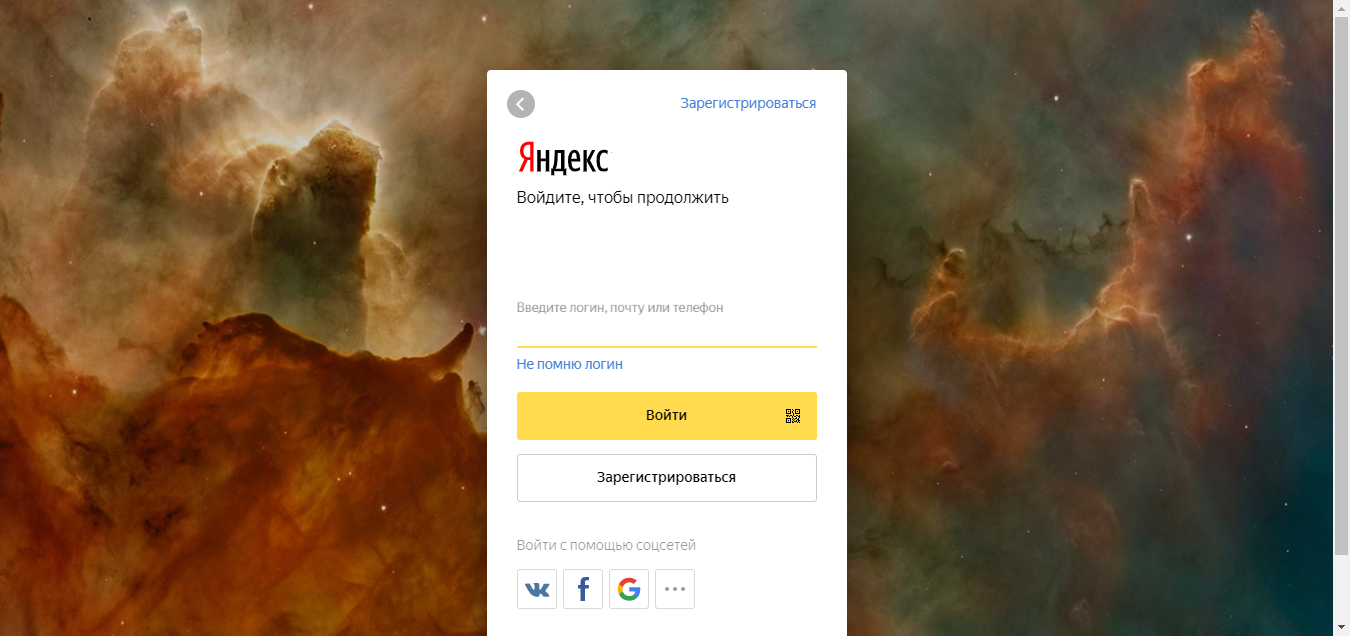 Зарегистрироваться
Яндекс
Войдите, чтобы продолжить
Введите логин, почту или телефон
Не помню логин
Войти
Зарегистрироваться
Войти с помощью соцсетей